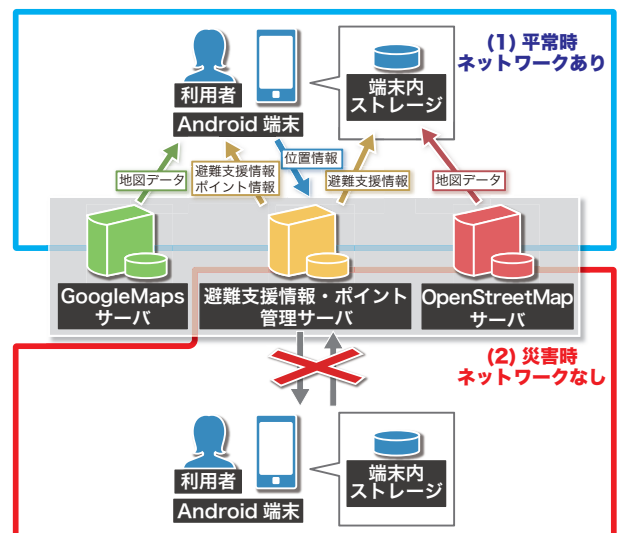 (1) 平常時
ネットワークあり
利用者
Android 端末
端末内
ストレージ
位置情報
地図データ
避難支援情報
ポイント情報
避難支援情報
地図データ
GoogleMaps
サーバ
避難支援情報・ポイント
管理サーバ
OpenStreetMap
サーバ
(2) 災害時
ネットワークなし
利用者
Android 端末
端末内
ストレージ